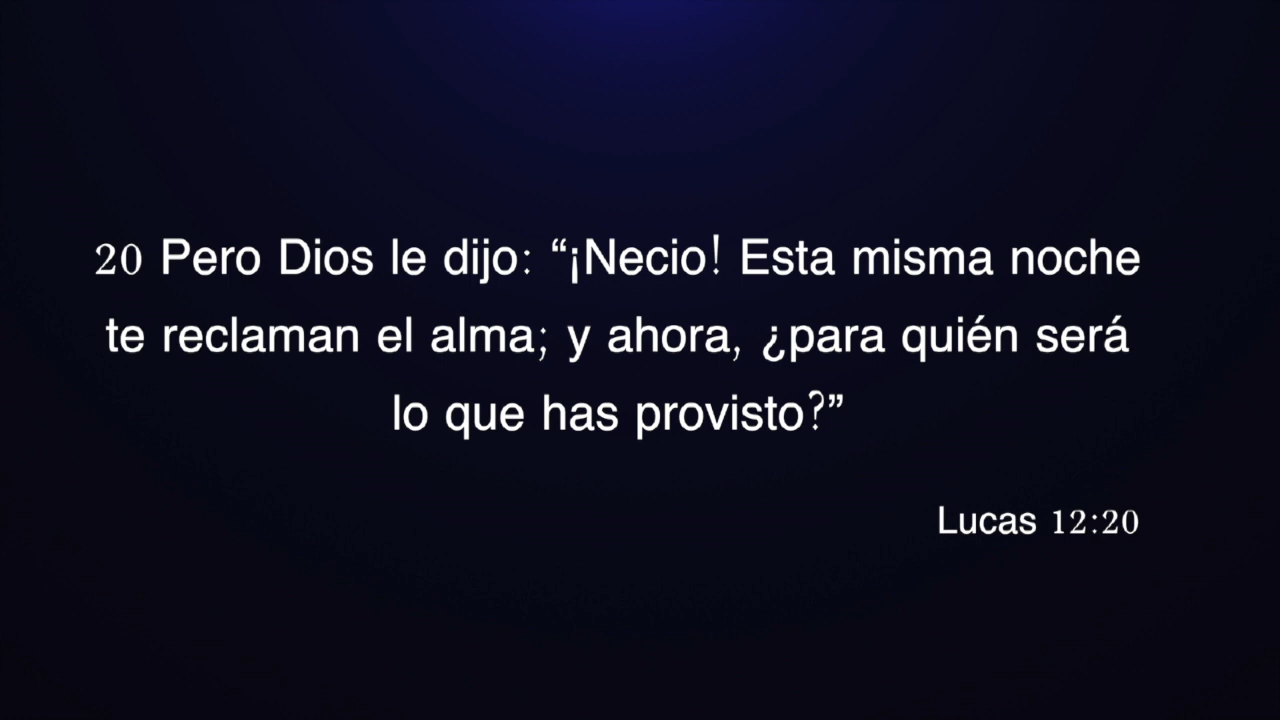 20 Pero Dios le dijo: “¡Necio! Esta misma noche
te reclaman el alma; y ahora, ¿para quién será
lo que has provisto?”
Lucas 12:20